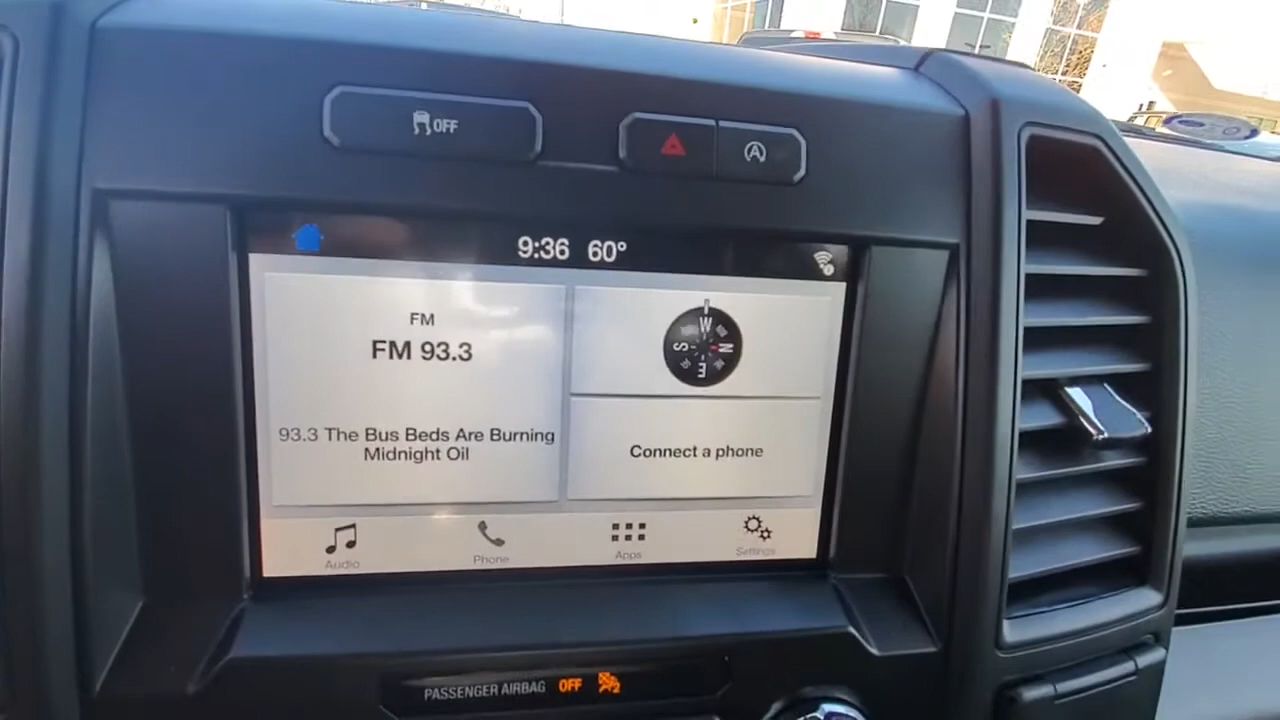 OFF
A
9:36 60°
FM
FM 93.3
93.3 The Bus Beds Are Burning
Midnight Oil
W
S N
E
Connect a phone
Audio Phone Apps Settings
PASSENGER AIRBAG OFF 2